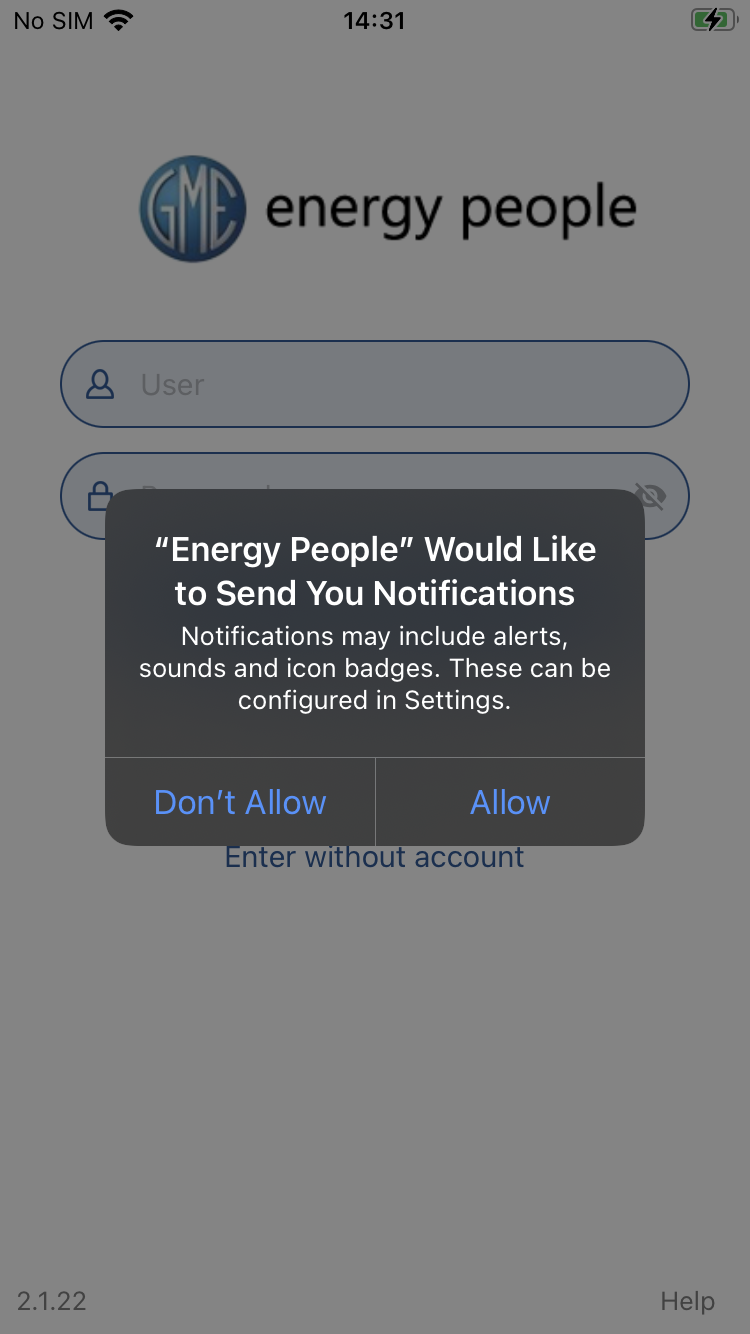 No SIM
14:31
GME energy people
User
“Energy People” Would Like
to Send You Notifications
Notifications may include alerts,
sounds and icon badges. These can be
configured in Settings.
Don’t Allow
Allow
Enter without account
2.1.22
Help